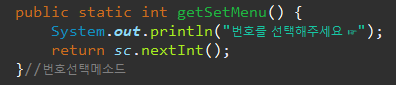 public static int getSetMenu() {
System.out.println("번호를 선택해주세요 ☞");
return sc.nextInt();
}//번호선택메소드